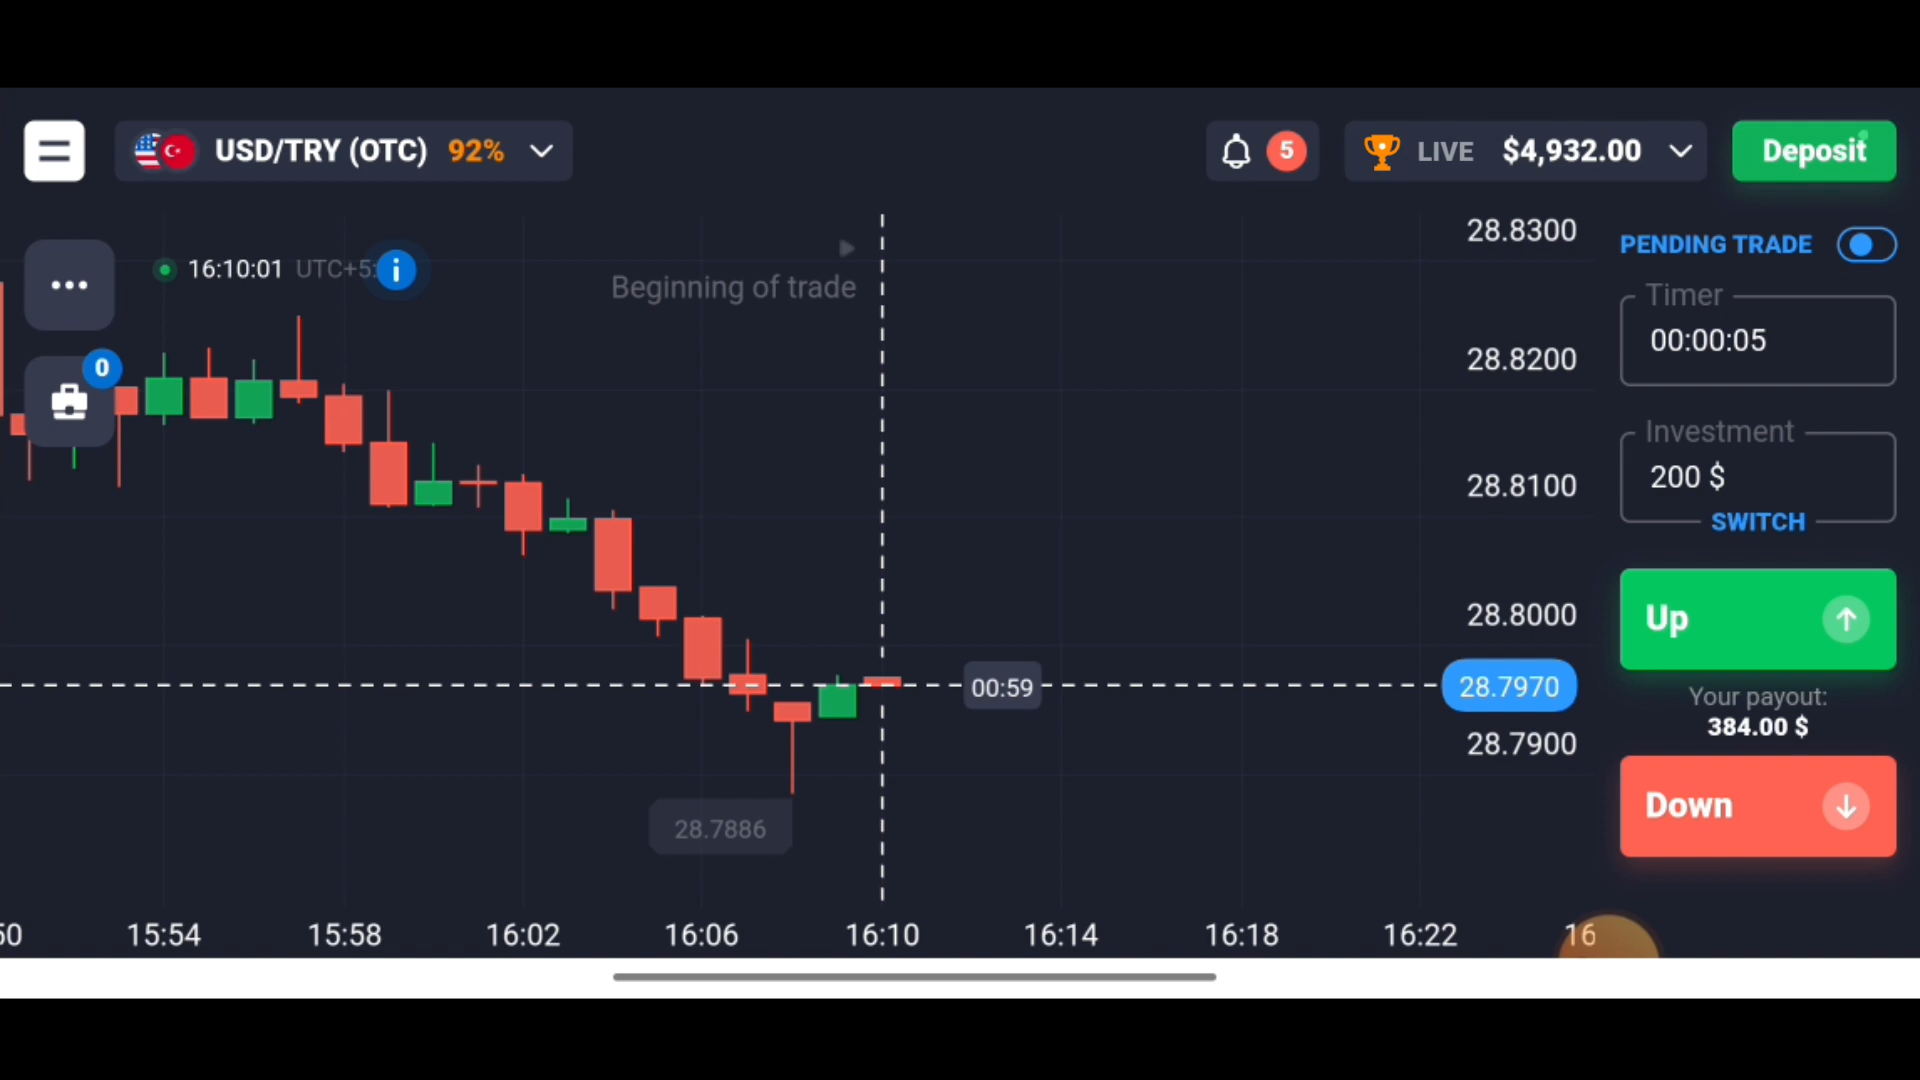 USD/TRY (OTC) 92%
5
LIVE $4,932.00
Deposit
16:10:01 UTC+5:
i
0
Beginning of trade
28.8300
28.8200
28.8100
28.8000
28.7970
28.7900
00:59
28.7886
PENDING TRADE
Timer
00:00:05
Investment
200 $
SWITCH
Up
Your payout:
384.00 $
Down
50 15:54 15:58 16:02 16:06 16:10 16:14 16:18 16:22 16